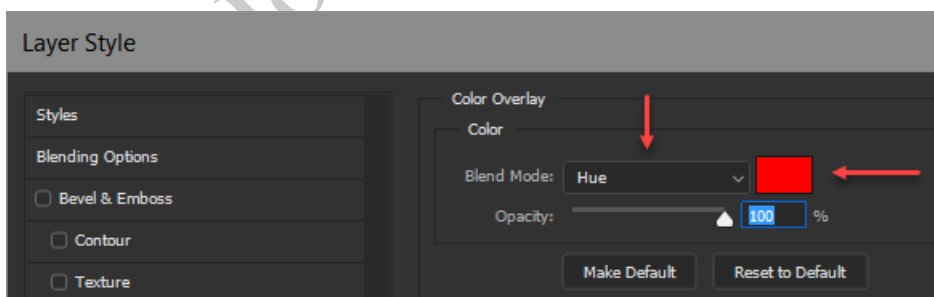 Layer Style
Styles
Blending Options
Bevel & Emboss
Contour
Texture
Color Overlay
Color
Blend Mode: Hue
Opacity: 100 %
Make Default Reset to Default